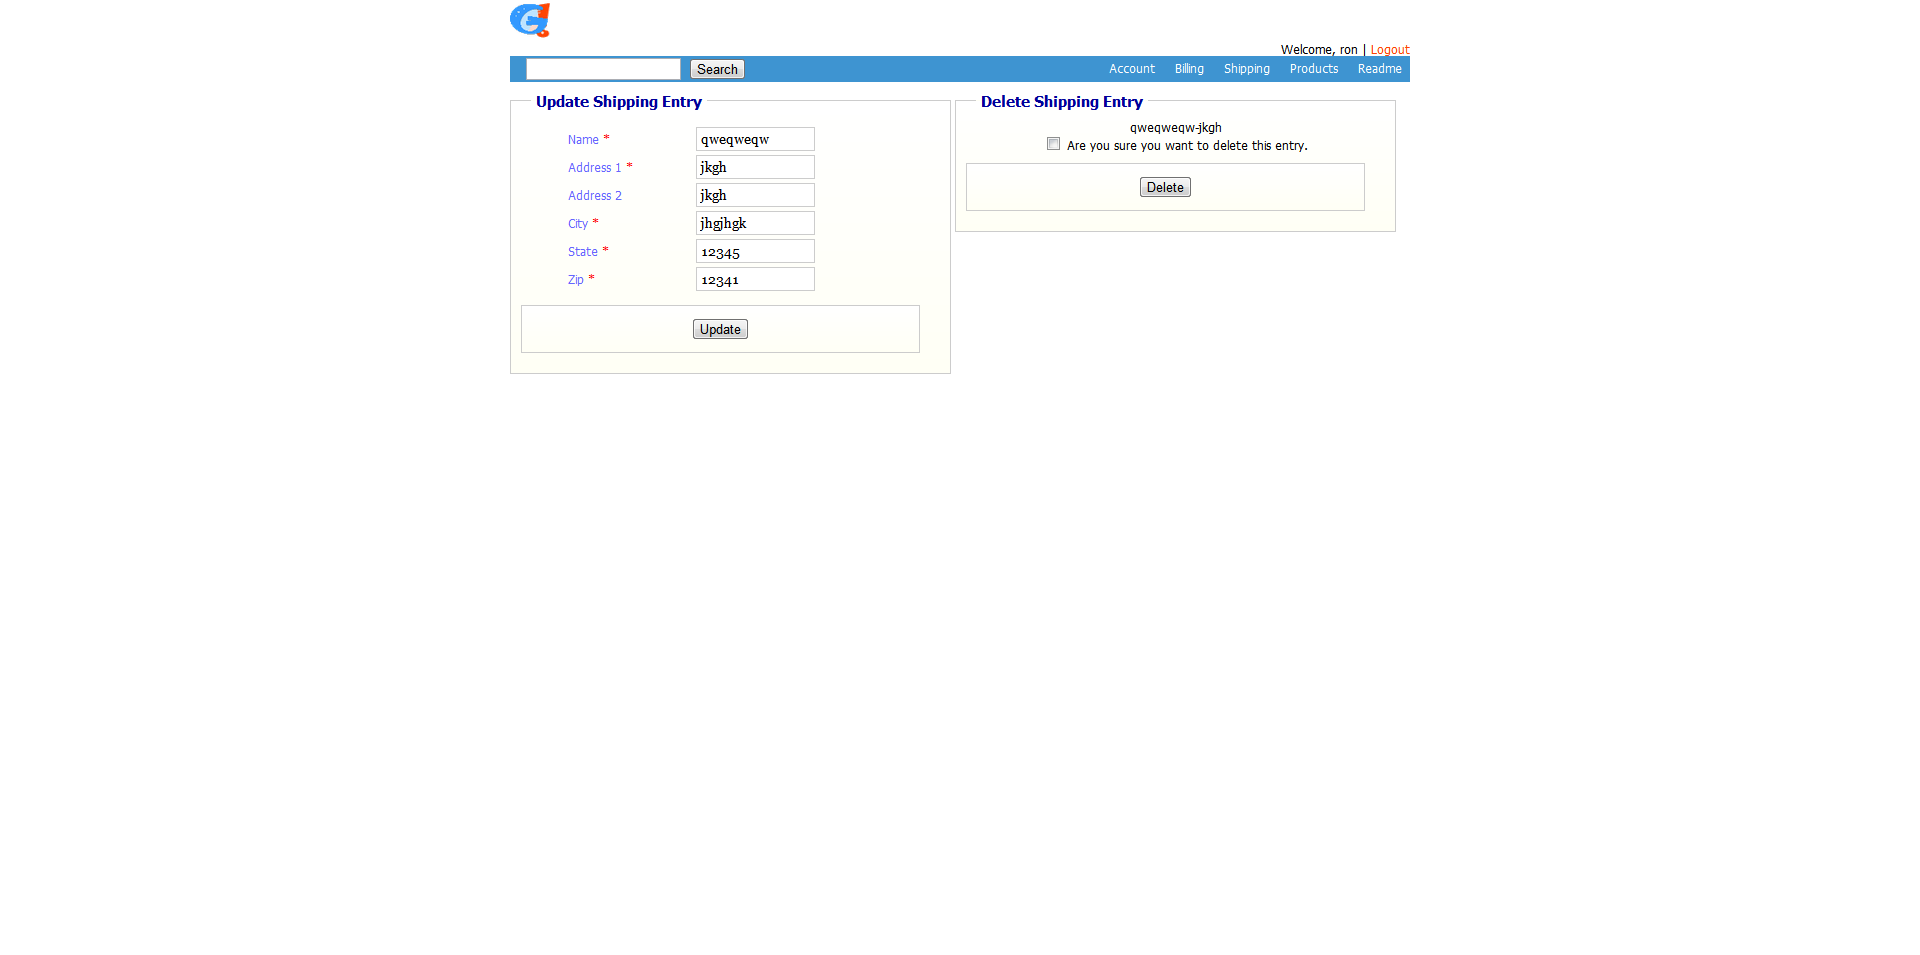 Welcome, ron | Logout
Search Account Billing Shipping Products Readme
Update Shipping Entry
Name * qweqweqw
Address 1 * jkgh
Address 2 jkgh
City * jhgjhgk
State * 12345
Zip * 12341
Update
Delete Shipping Entry
qweqweqw-jkgh
Are you sure you want to delete this entry.
Delete